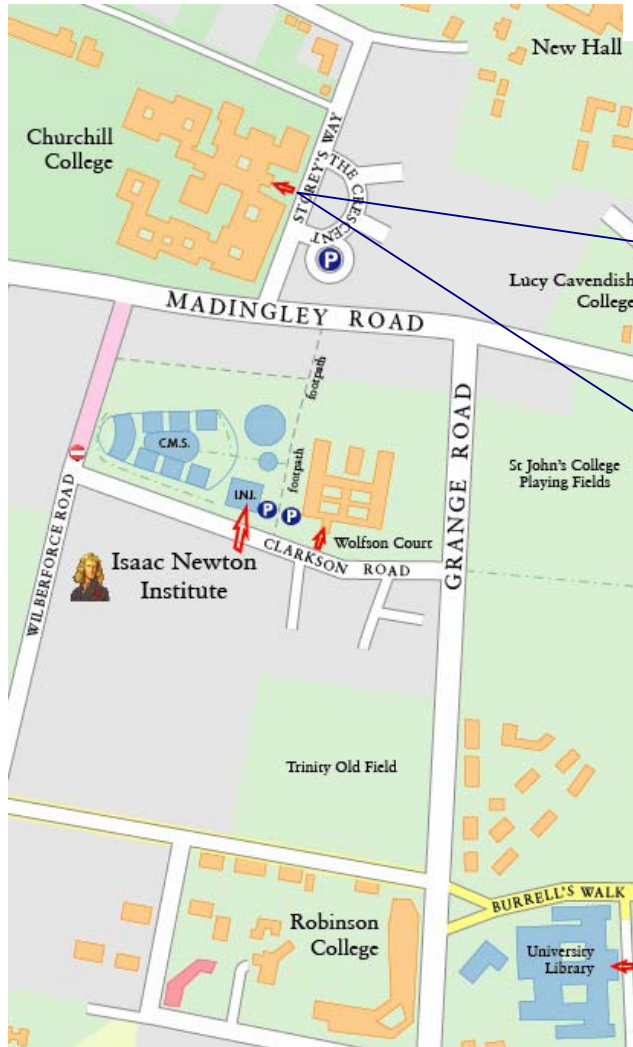 New Hall
Churchill
College
STOREY'S WAY
THE CRESCENT
P
Lucy Cavendish
College
MADINGLEY ROAD
footpath
GRANGE ROAD
C.M.S.
St John's College
Playing Fields
footpath
I.N.I.
P
P
Wolfson Court
CLARKSON ROAD
WILBERFORCE ROAD
Isaac Newton
Institute
Trinity Old Field
BURRELL'S WALK
Robinson
College
University
Library